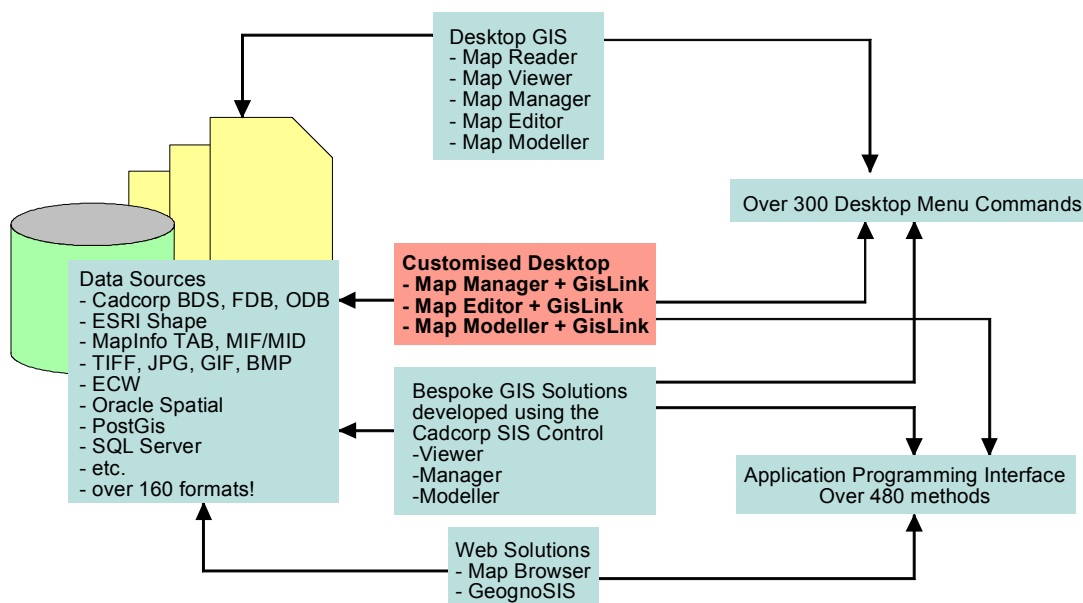 Desktop GIS
- Map Reader
- Map Viewer
- Map Manager
- Map Editor
- Map Modeller
Over 300 Desktop Menu Commands
Data Sources
- Cadcorp BDS, FDB, ODB
- ESRI Shape
- MapInfo TAB, MIF/MID
- TIFF, JPG, GIF, BMP
- ECW
- Oracle Spatial
- PostGis
- SQL Server
- etc.
- over 160 formats!
Customised Desktop
- Map Manager + GisLink
- Map Editor + GisLink
- Map Modeller + GisLink
Bespoke GIS Solutions
developed using the
Cadcorp SIS Control
-Viewer
-Manager
-Modeller
Application Programming Interface
Over 480 methods
Web Solutions
- Map Browser
- GeognoSIS